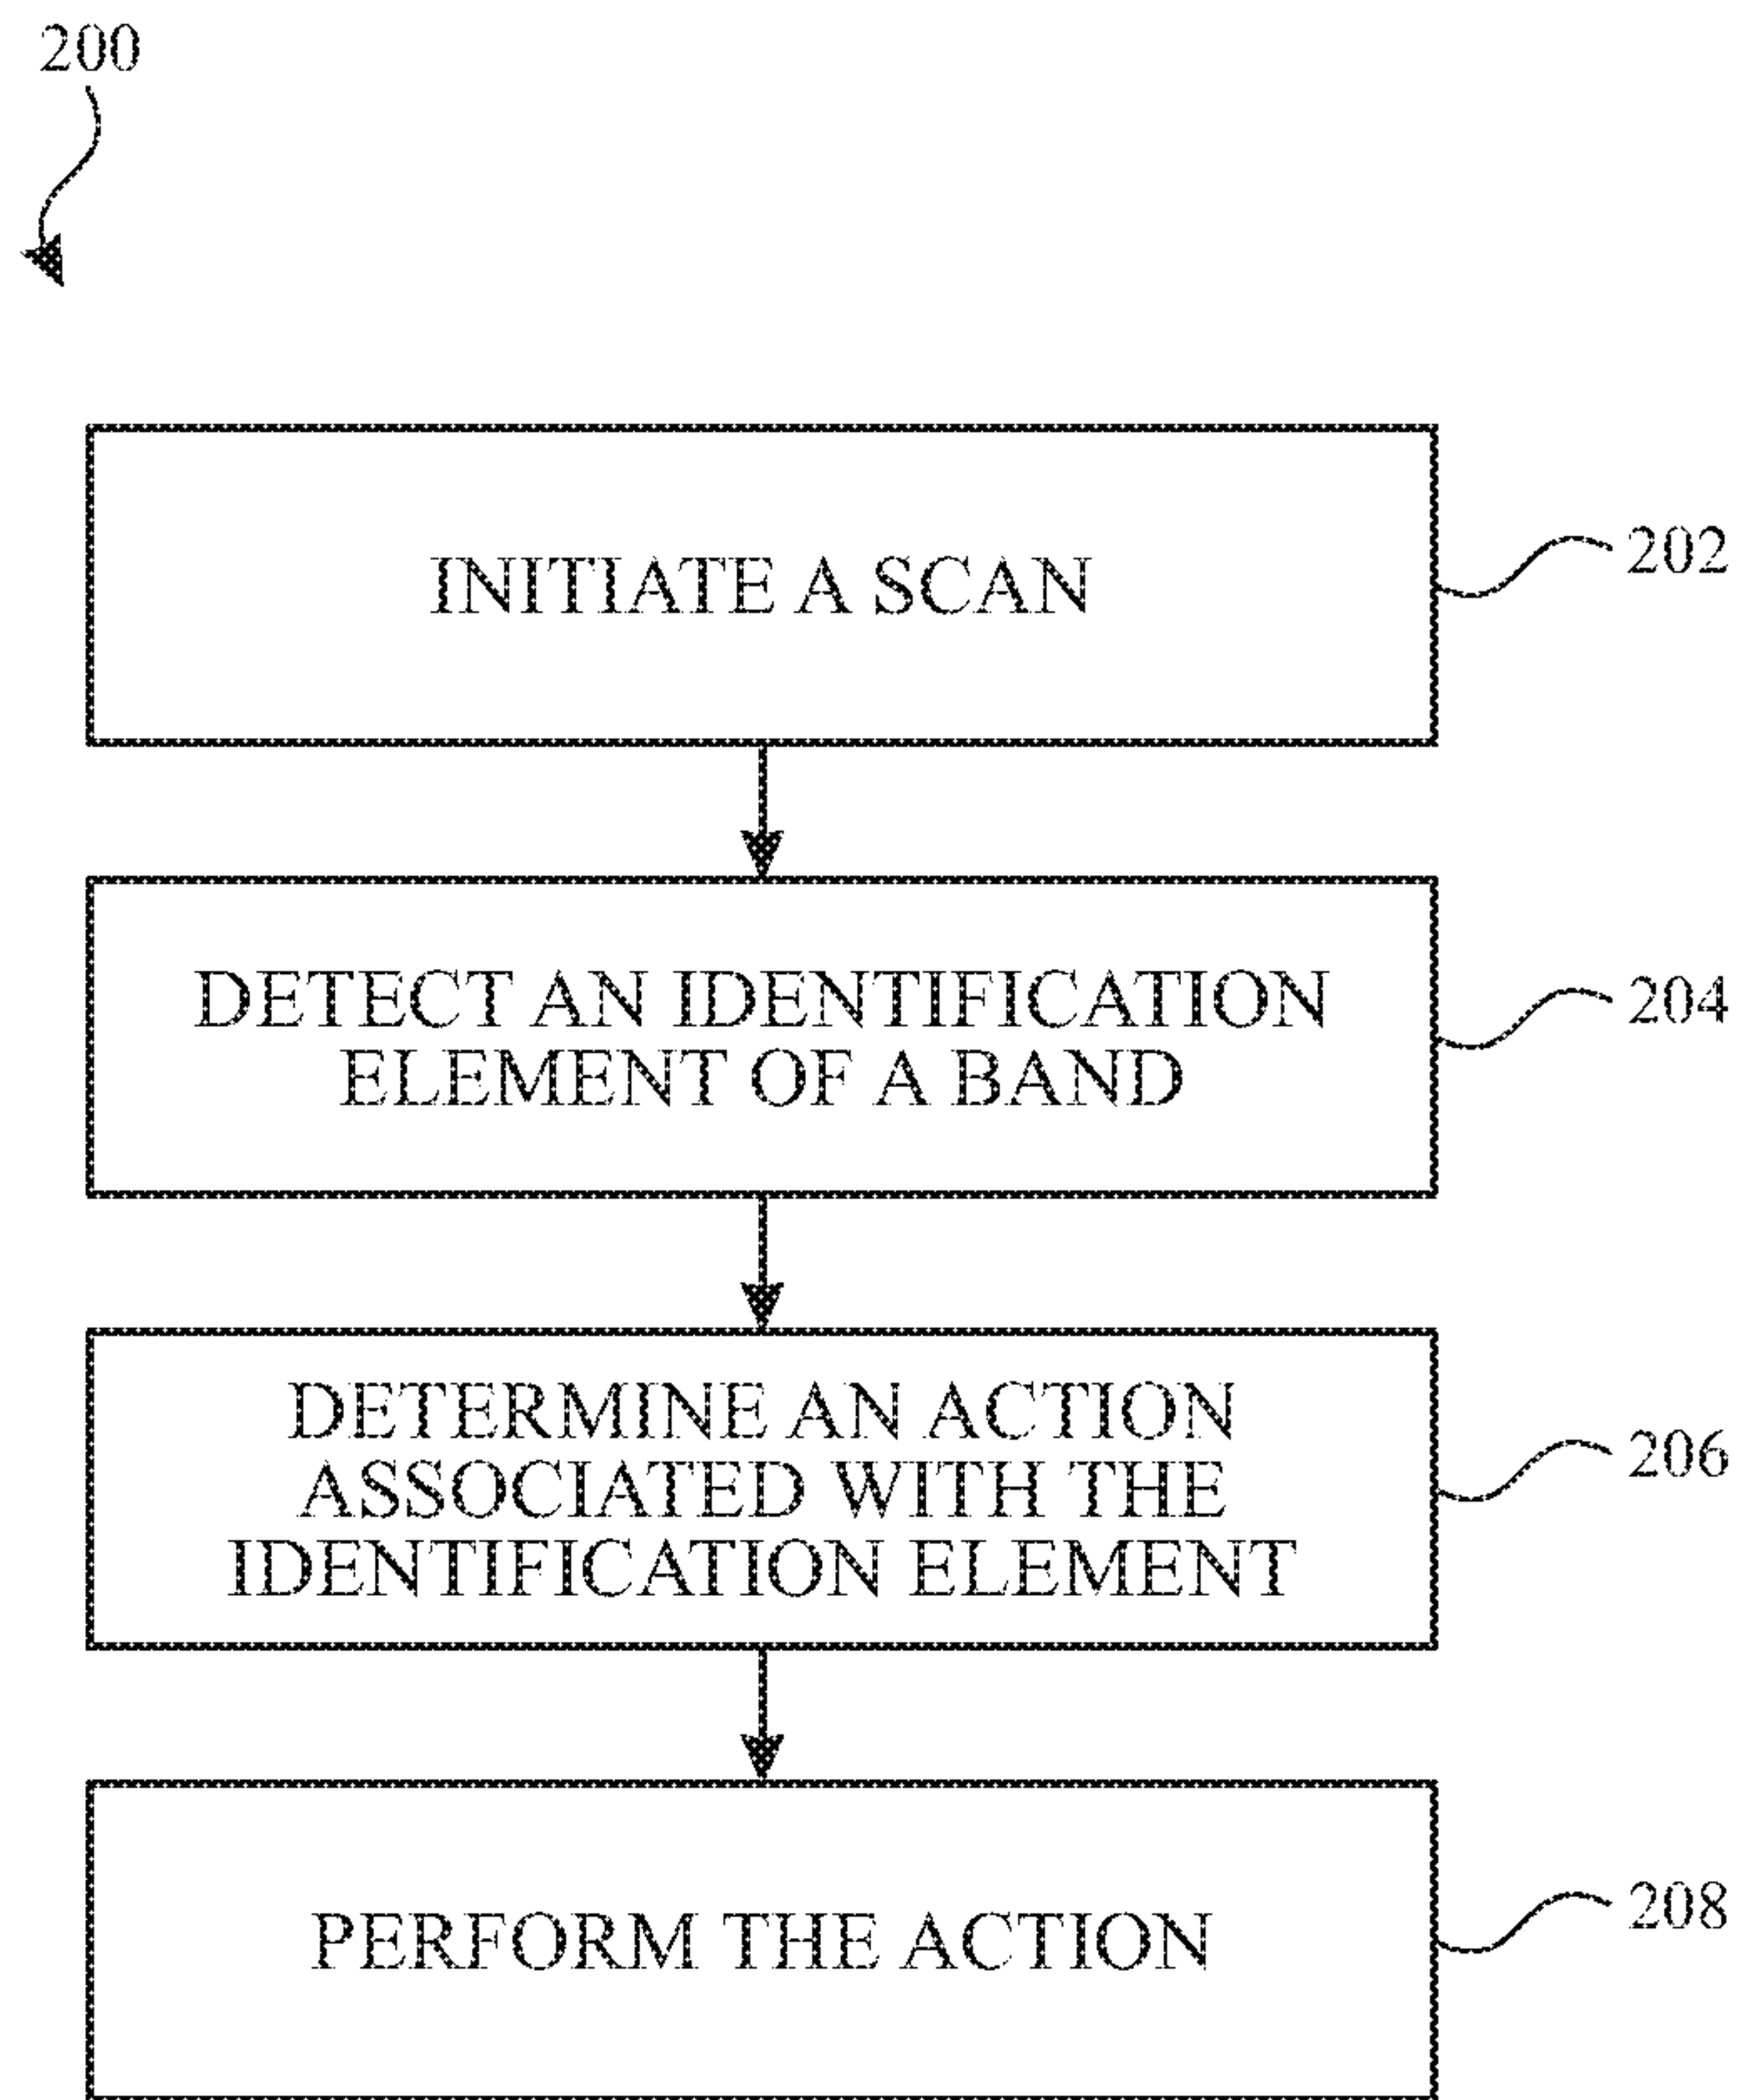 200
INITIATE A SCAN
202
DETECT AN IDENTIFICATION
ELEMENT OF A BAND
204
DETERMINE AN ACTION
ASSOCIATED WITH THE
IDENTIFICATION ELEMENT
206
PERFORM THE ACTION
208